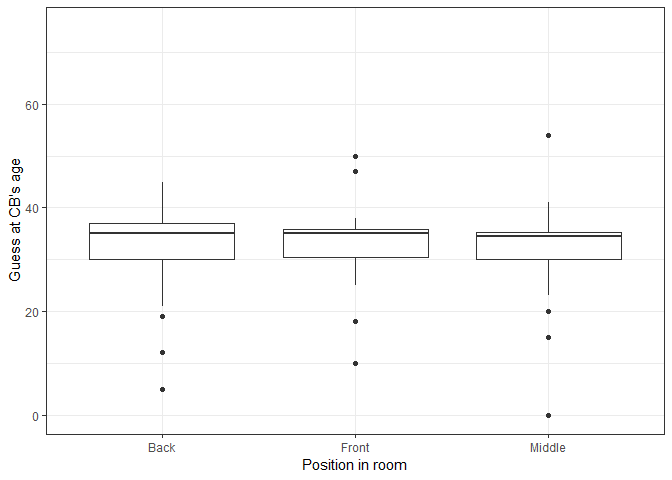 60
40
20
0
Guess at CB's age
Back Front Middle
Position in room